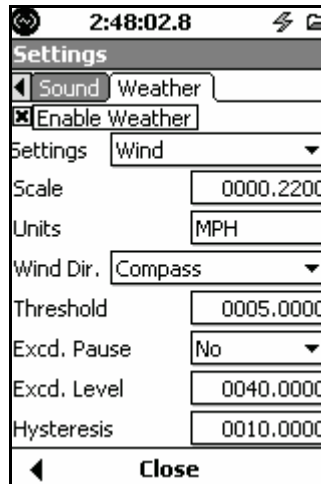 2:48:02.8
Settings
Sound Weather
Enable Weather
Settings Wind
Scale 0000.2200
Units MPH
Wind Dir. Compass
Threshold 0005.0000
Excd. Pause No
Excd. Level 0040.0000
Hysteresis 0010.0000
Close